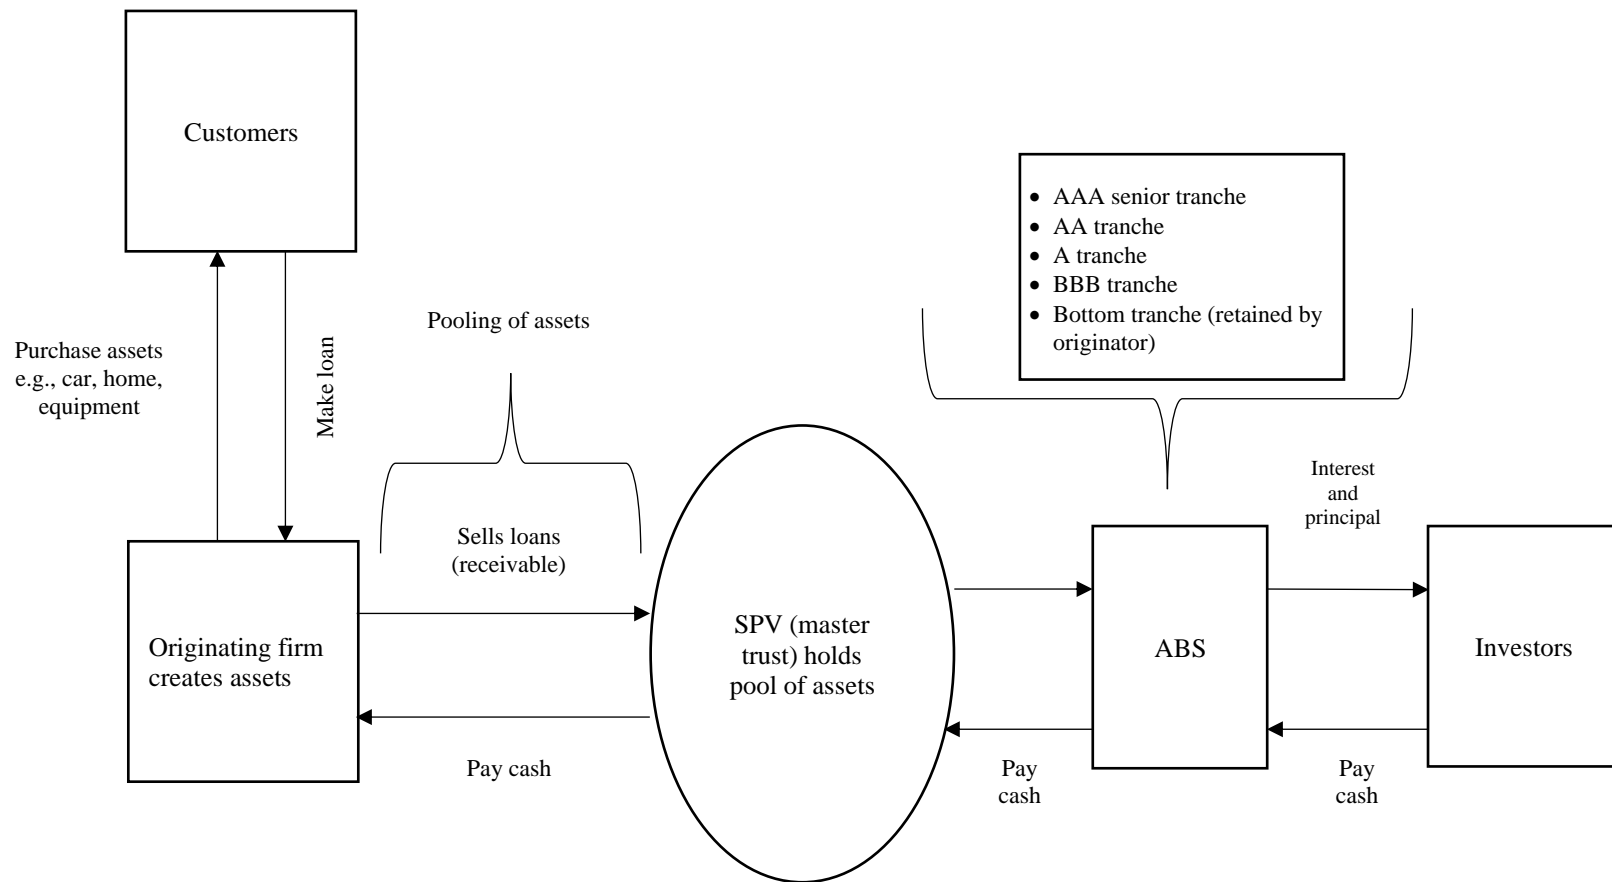 Customers
• AAA senior tranche
• AA tranche
• A tranche
• BBB tranche
• Bottom tranche (retained by
originator)
Purchase assets
e.g., car, home,
equipment
Make loan
Pooling of assets
Sells loans
(receivable)
Interest
and
principal
Originating firm
creates assets
SPV (master
trust) holds
pool of assets
ABS
Investors
Pay cash
Pay
cash
Pay
cash